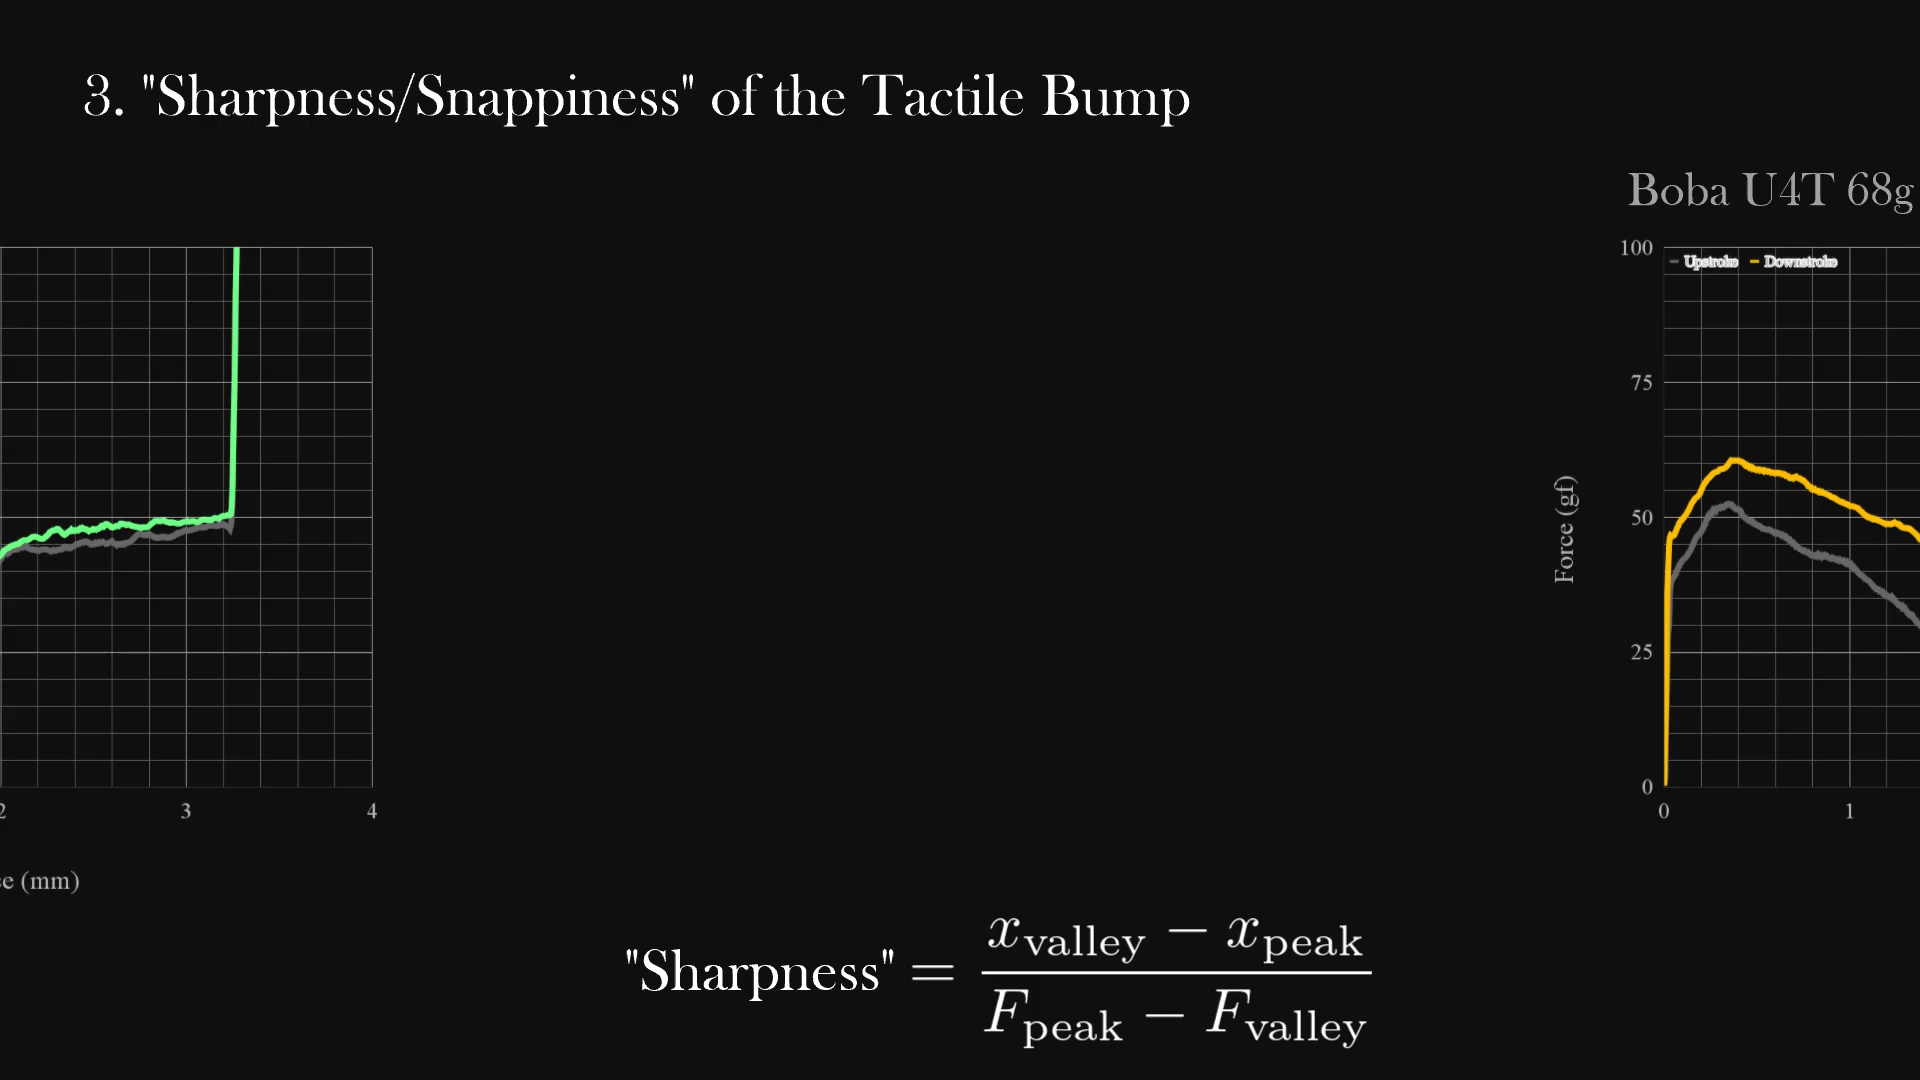 3. "Sharpness/Snappiness" of the Tactile Bump
Boba U4T 68g
100
Upstroke Downstroke
75
50
25
0
Force (gf)
0 1
2 3 4
se (mm)
"Sharpness" = (x_valley − x_peak) / (F_peak − F_valley)